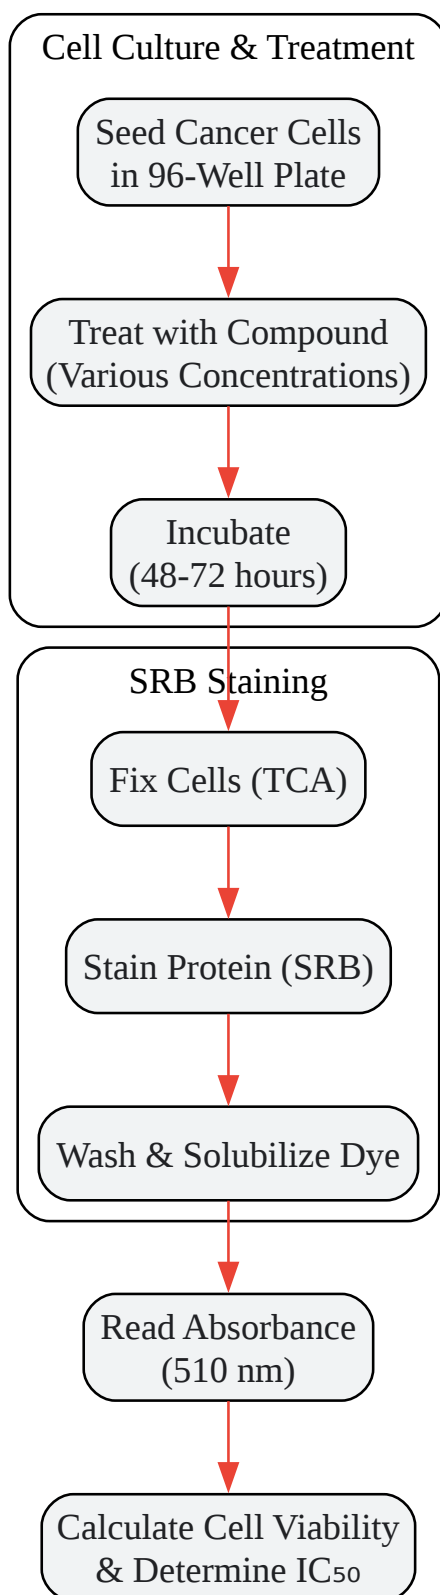 Cell Culture & Treatment
Seed Cancer Cells
in 96-Well Plate
Treat with Compound
(Various Concentrations)
Incubate
(48-72 hours)
SRB Staining
Fix Cells (TCA)
Stain Protein (SRB)
Wash & Solubilize Dye
Read Absorbance
(510 nm)
Calculate Cell Viability
& Determine IC₅₀